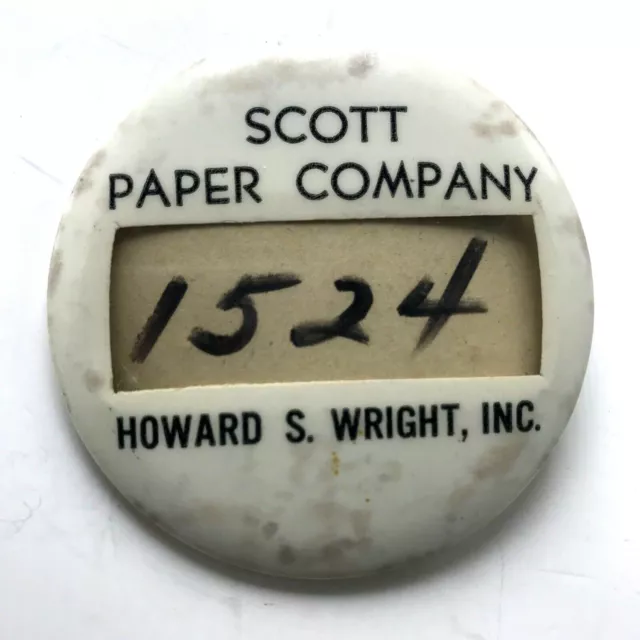 SCOTT
PAPER COMPANY
1524
HOWARD S. WRIGHT, INC.